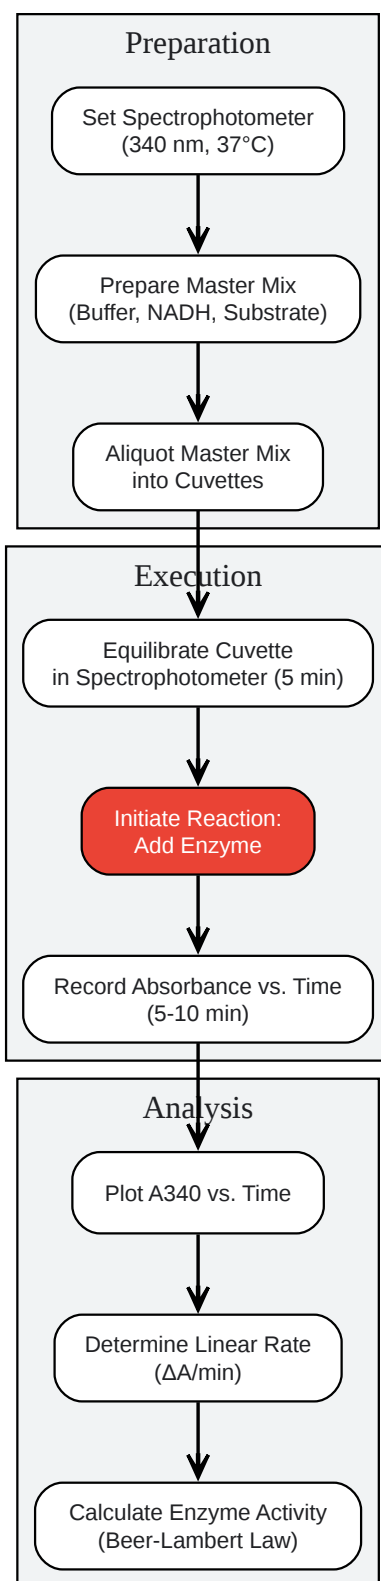 Preparation
Set Spectrophotometer
(340 nm, 37°C)
Prepare Master Mix
(Buffer, NADH, Substrate)
Aliquot Master Mix
into Cuvettes
Execution
Equilibrate Cuvette
in Spectrophotometer (5 min)
Initiate Reaction:
Add Enzyme
Record Absorbance vs. Time
(5-10 min)
Analysis
Plot A340 vs. Time
Determine Linear Rate
(ΔA/min)
Calculate Enzyme Activity
(Beer-Lambert Law)